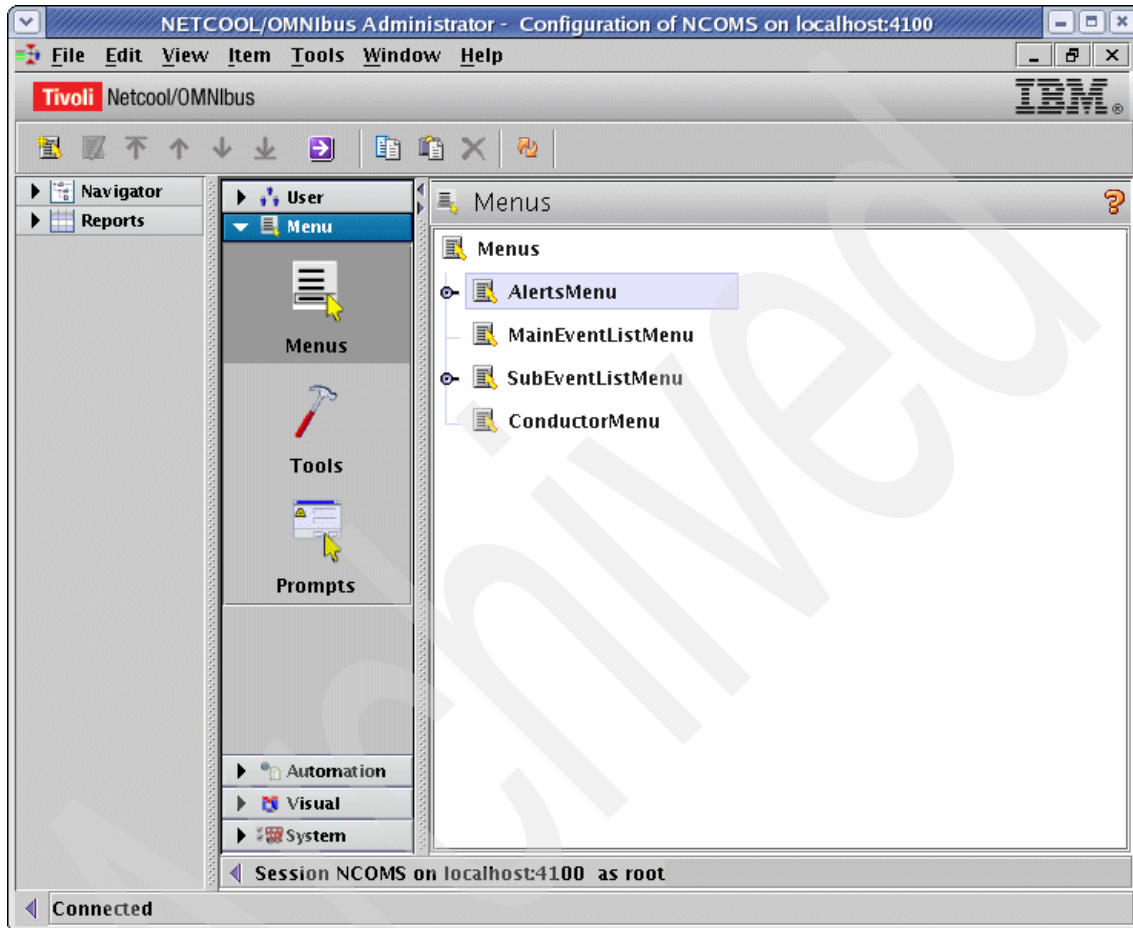 NETCOOL/OMNIbus Administrator - Configuration of NCOMS on localhost:4100
File Edit View Item Tools Window Help
Tivoli Netcool/OMNIbus
IBM®
Navigator
Reports
User
Menu
Menus
Tools
Prompts
Automation
Visual
System
Menus
?
Menus
AlertsMenu
MainEventListMenu
SubEventListMenu
ConductorMenu
Session NCOMS on localhost:4100 as root
Connected
Archived